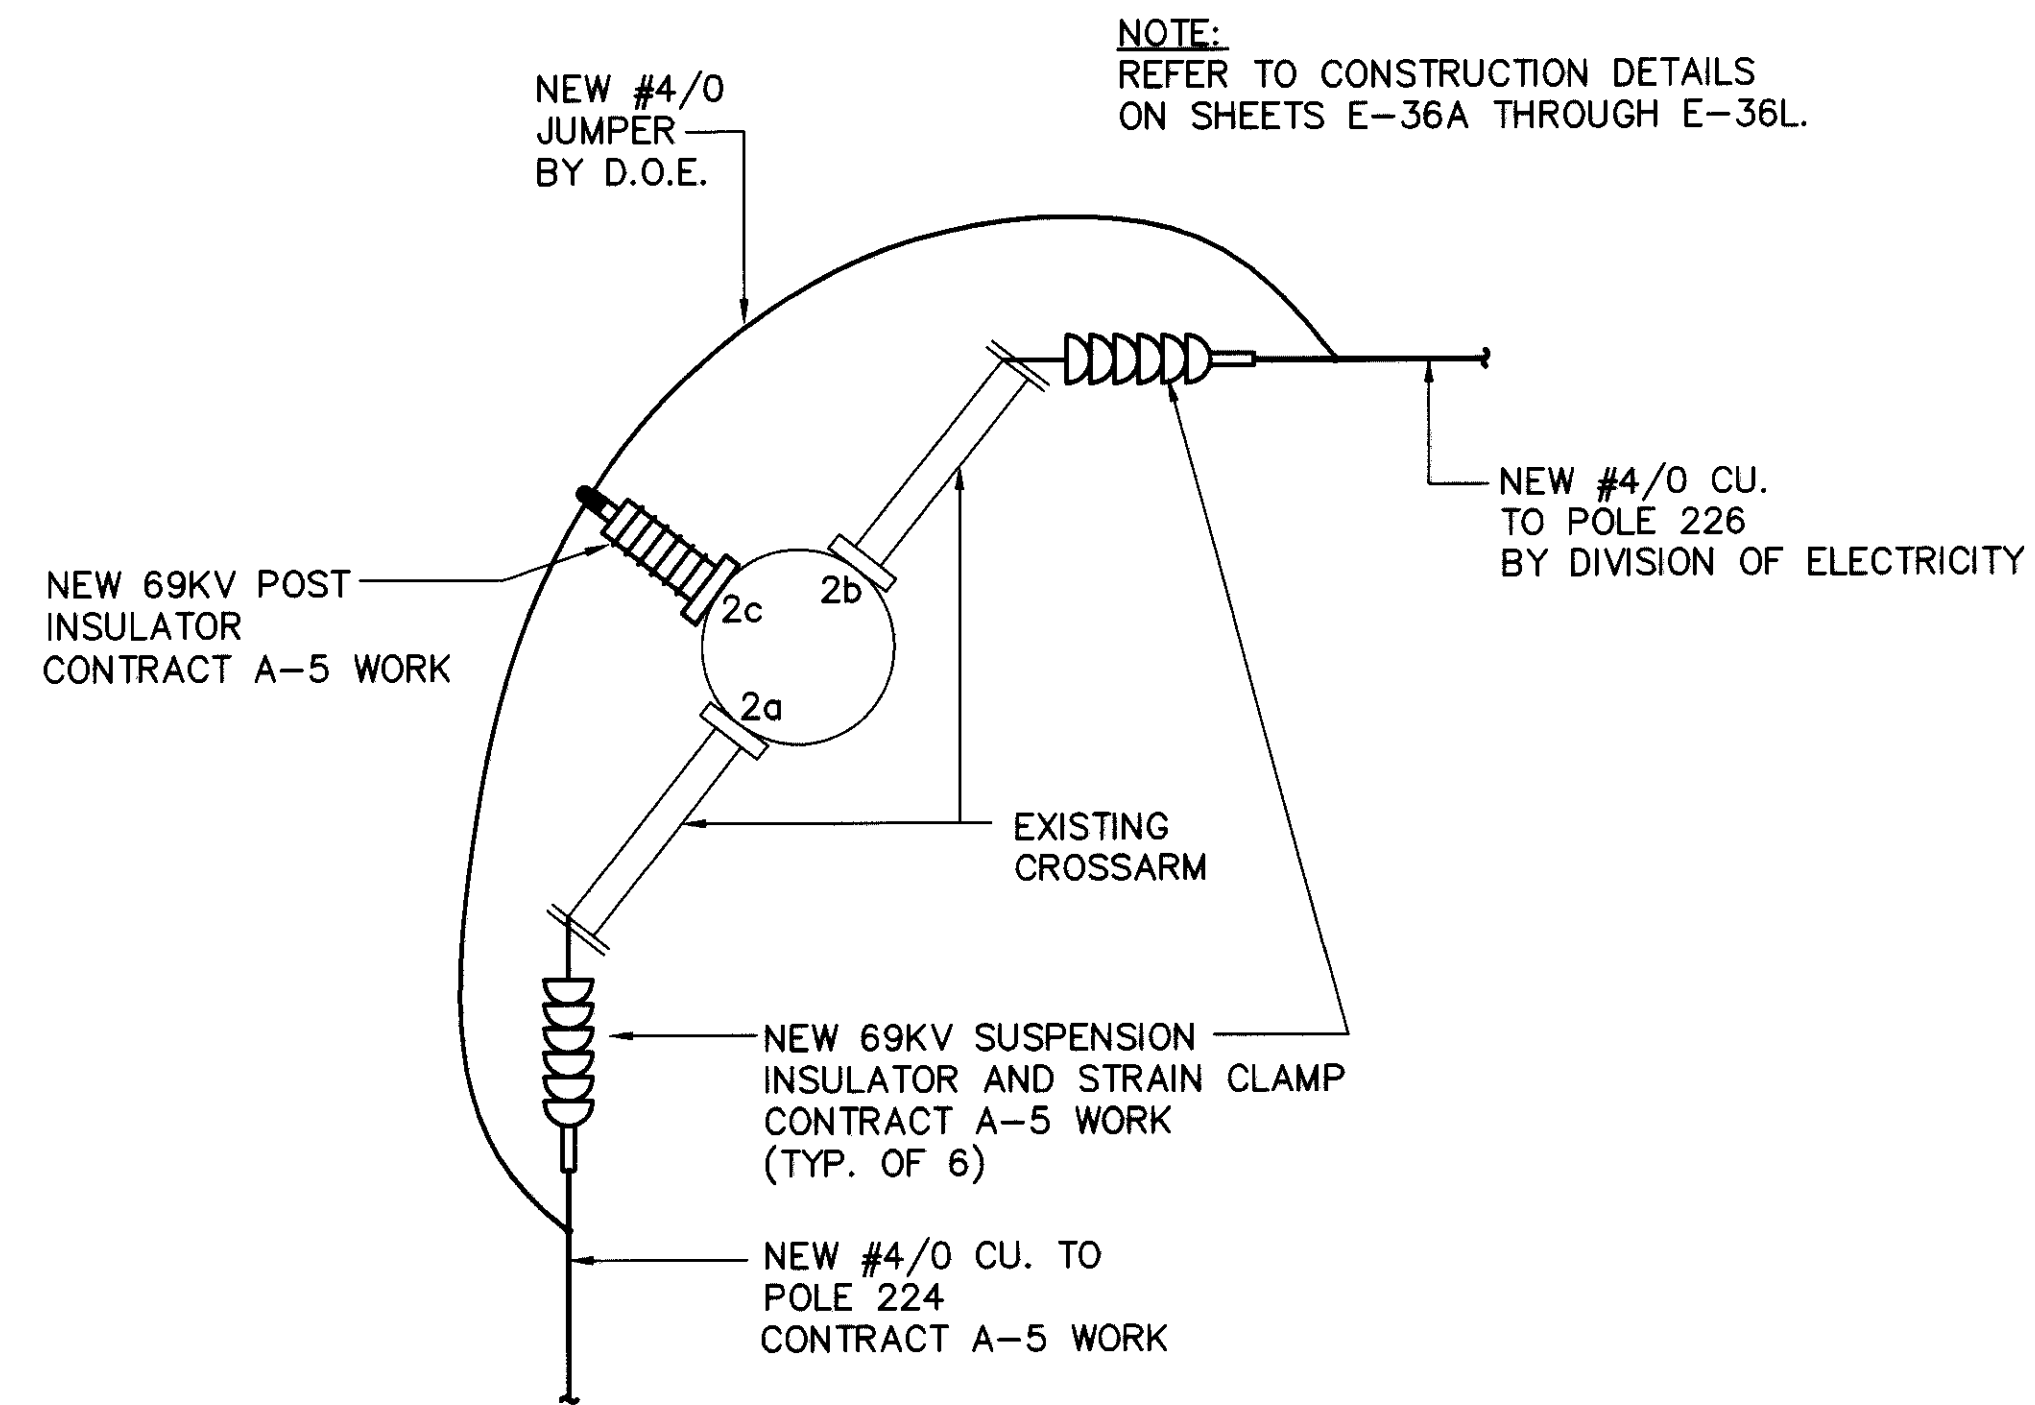 NOTE:
REFER TO CONSTRUCTION DETAILS
ON SHEETS E-36A THROUGH E-36L.
NEW #4/0
JUMPER
BY D.O.E.
NEW #4/0 CU.
TO POLE 226
BY DIVISION OF ELECTRICITY
NEW 69KV POST
INSULATOR
CONTRACT A-5 WORK
2c
2b
2a
EXISTING
CROSSARM
NEW 69KV SUSPENSION
INSULATOR AND STRAIN CLAMP
CONTRACT A-5 WORK
(TYP. OF 6)
NEW #4/0 CU. TO
POLE 224
CONTRACT A-5 WORK